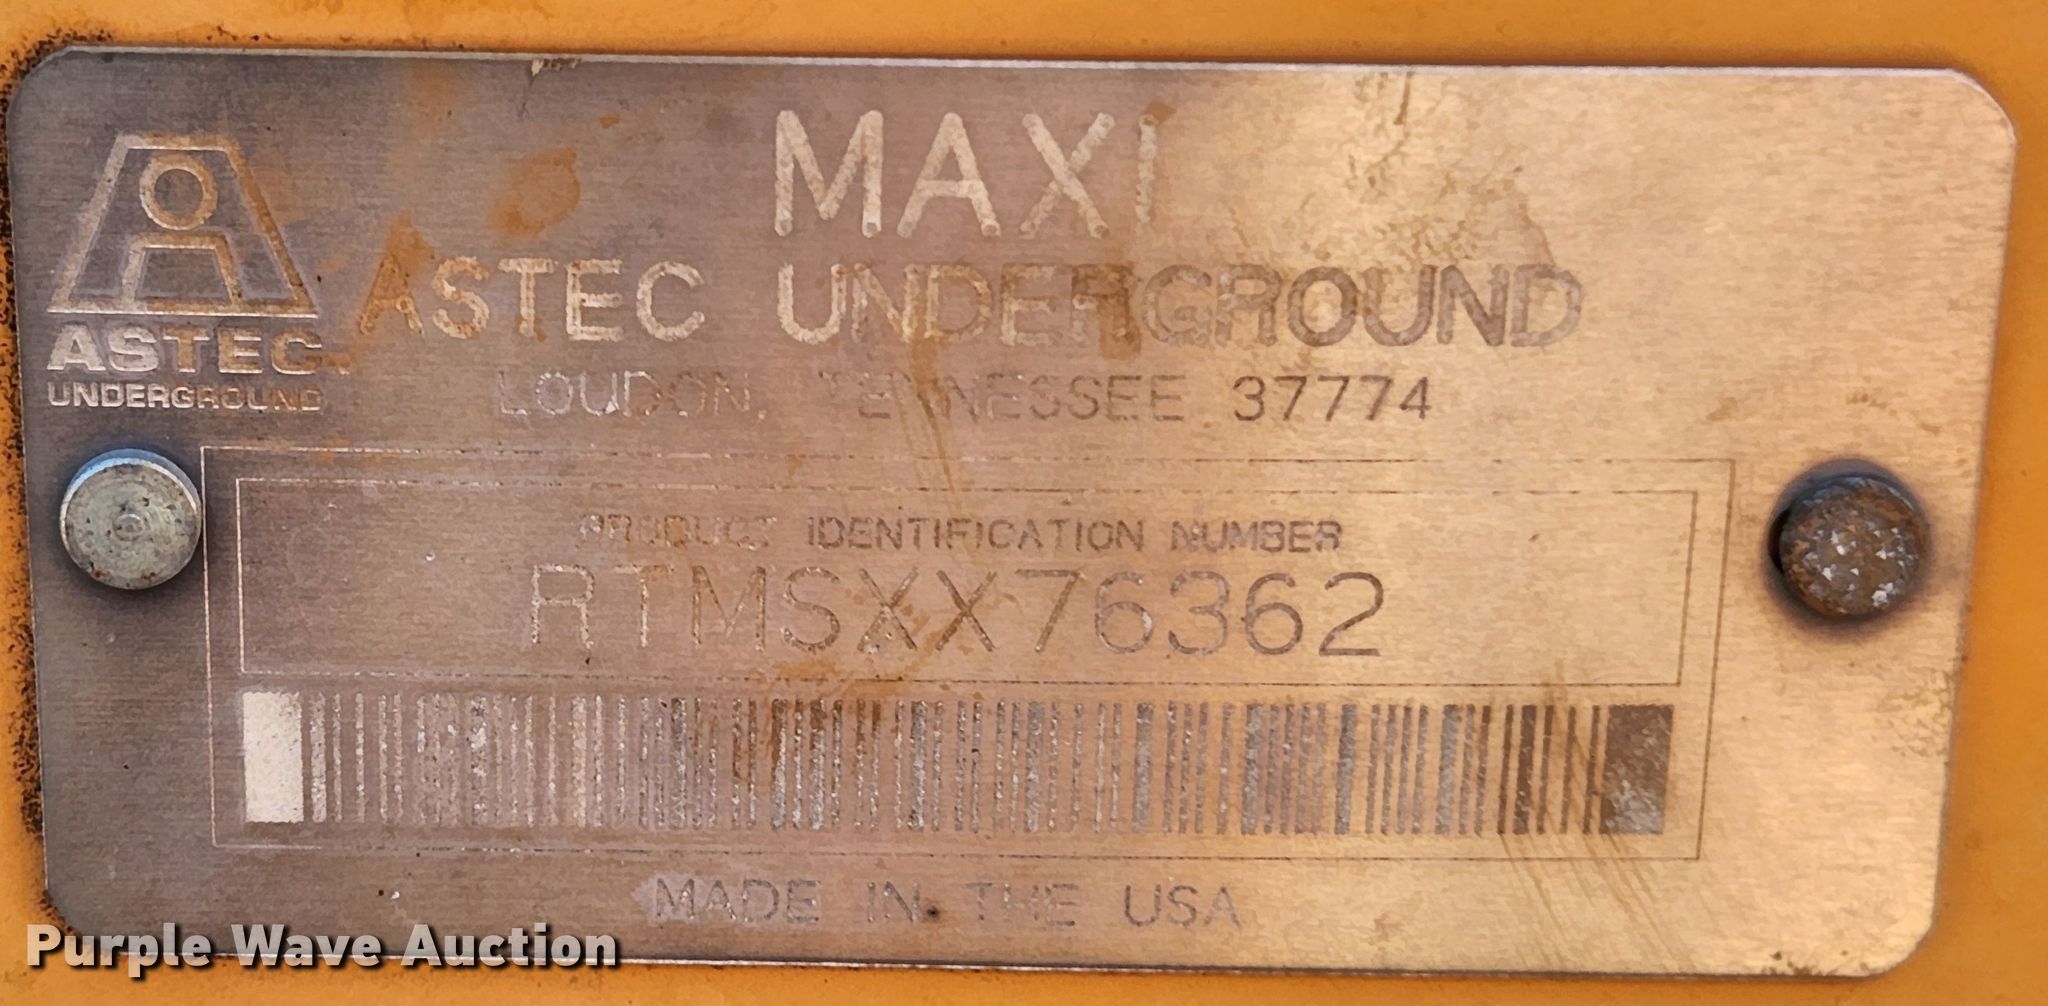 MAXI
ASTEC UNDERGROUND
LOUDON, TENNESSEE 37774
ASTEC
UNDERGROUND
PRODUCT IDENTIFICATION NUMBER
RTMSXX76362
MADE IN THE USA
Purple Wave Auction